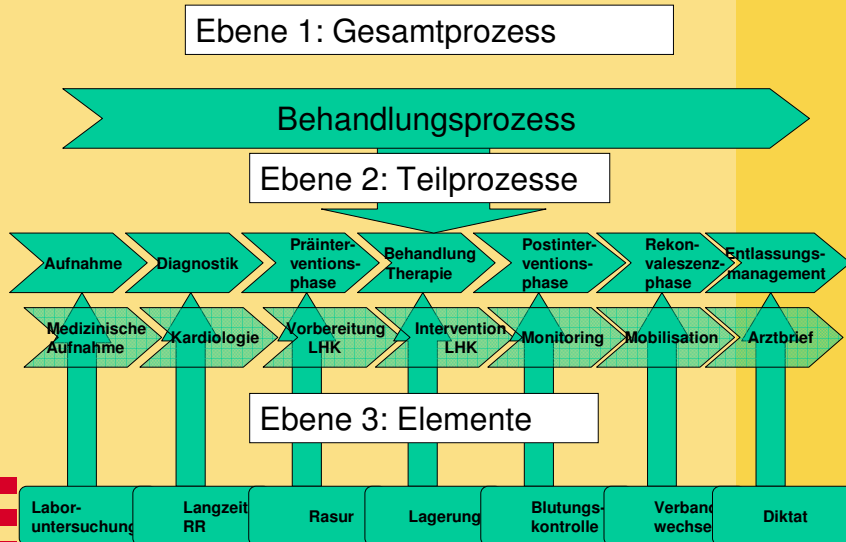 Ebene 1: Gesamtprozess
Behandlungsprozess
Ebene 2: Teilprozesse
Aufnahme
Diagnostik
Präinter-
ventions-
phase
Behandlung
Therapie
Postinter-
ventions-
phase
Rekon-
valeszenz-
phase
Entlassungs-
management
Medizinische
Aufnahme
Kardiologie
Vorbereitung
LHK
Intervention
LHK
Monitoring
Mobilisation
Arztbrief
Ebene 3: Elemente
Labor-
untersuchung
Langzeit
RR
Rasur
Lagerung
Blutungs-
kontrolle
Verband
wechse
Diktat